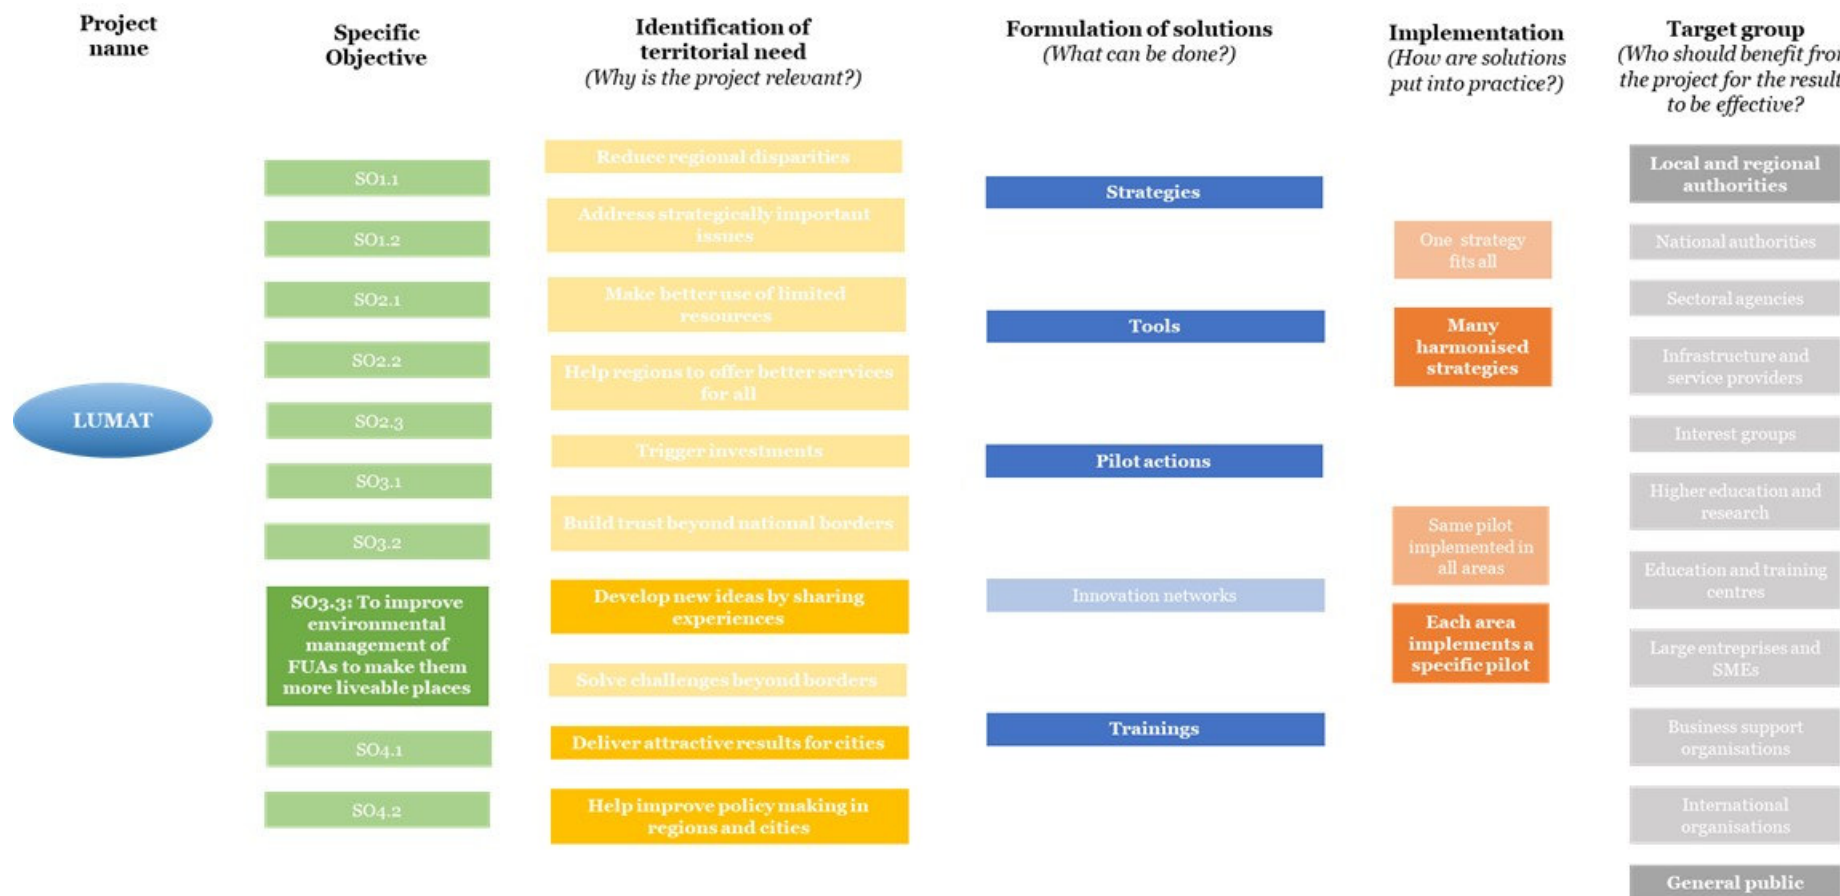 Project
name
Specific
Objective
Identification of
territorial need
(Why is the project relevant?)
Formulation of solutions
(What can be done?)
Implementation
(How are solutions
put into practice?)
Target group
(Who should benefit from
the project for the result
to be effective?
LUMAT
SO1.1
SO1.2
SO2.1
SO2.2
SO2.3
SO3.1
SO3.2
SO3.3: To improve
environmental
management of
FUAs to make them
more liveable places
SO4.1
SO4.2
Reduce regional disparities
Address strategically important
issues
Make better use of limited
resources
Help regions to offer better services
for all
Trigger investments
Build trust beyond national borders
Develop new ideas by sharing
experiences
Solve challenges beyond borders
Deliver attractive results for cities
Help improve policy making in
regions and cities
Strategies
Tools
Pilot actions
Innovation networks
Trainings
One strategy
fits all
Many
harmonised
strategies
Same pilot
implemented in
all areas
Each area
implements a
specific pilot
Local and regional
authorities
National authorities
Sectoral agencies
Infrastructure and
service providers
Interest groups
Higher education and
research
Education and training
centres
Large entreprises and
SMEs
Business support
organisations
International
organisations
General public